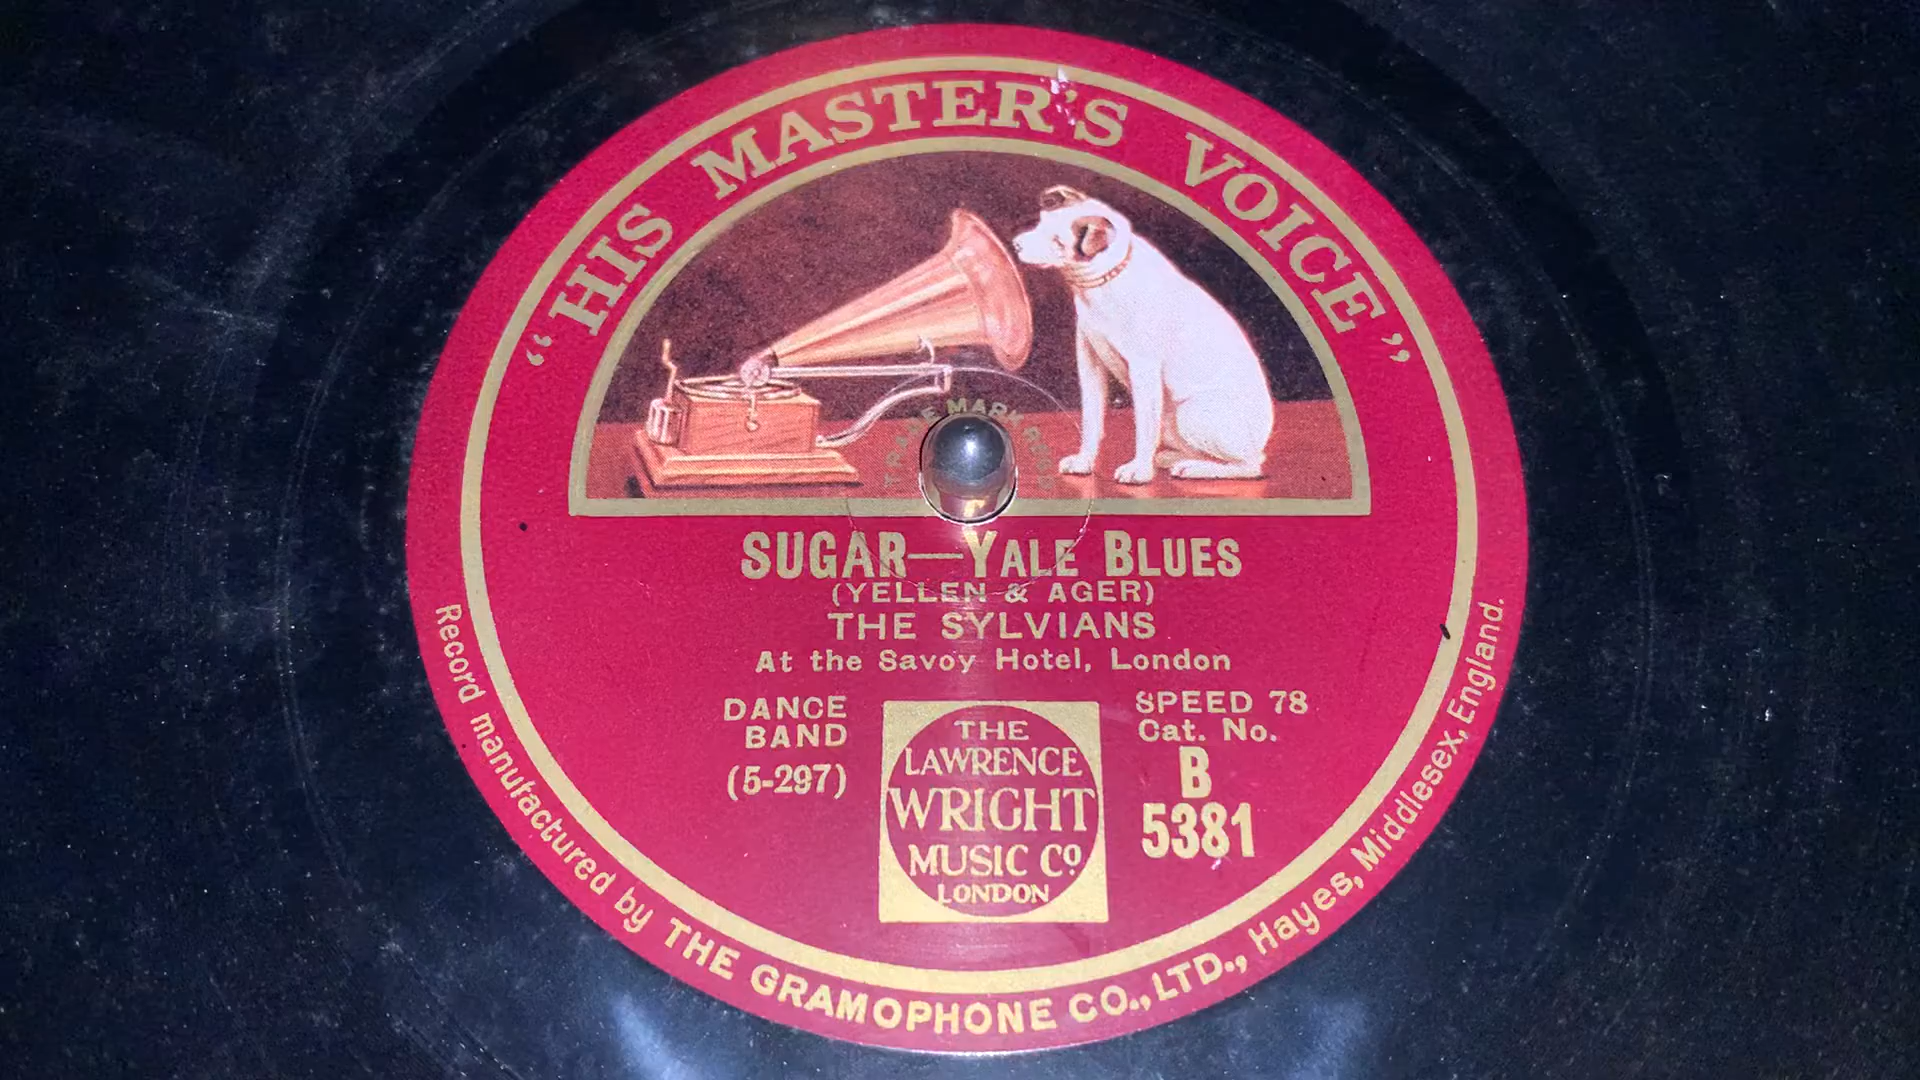 “HIS MASTER'S VOICE”
TRADE MARK REGD
SUGAR—YALE BLUES
(YELLEN & AGER)
THE SYLVIANS
At the Savoy Hotel, London
DANCE
BAND
(5-297)
THE
LAWRENCE
WRIGHT
MUSIC Co
LONDON
SPEED 78
Cat. No.
B
5381
Record manufactured by THE GRAMOPHONE CO., LTD., Hayes, Middlesex, England.